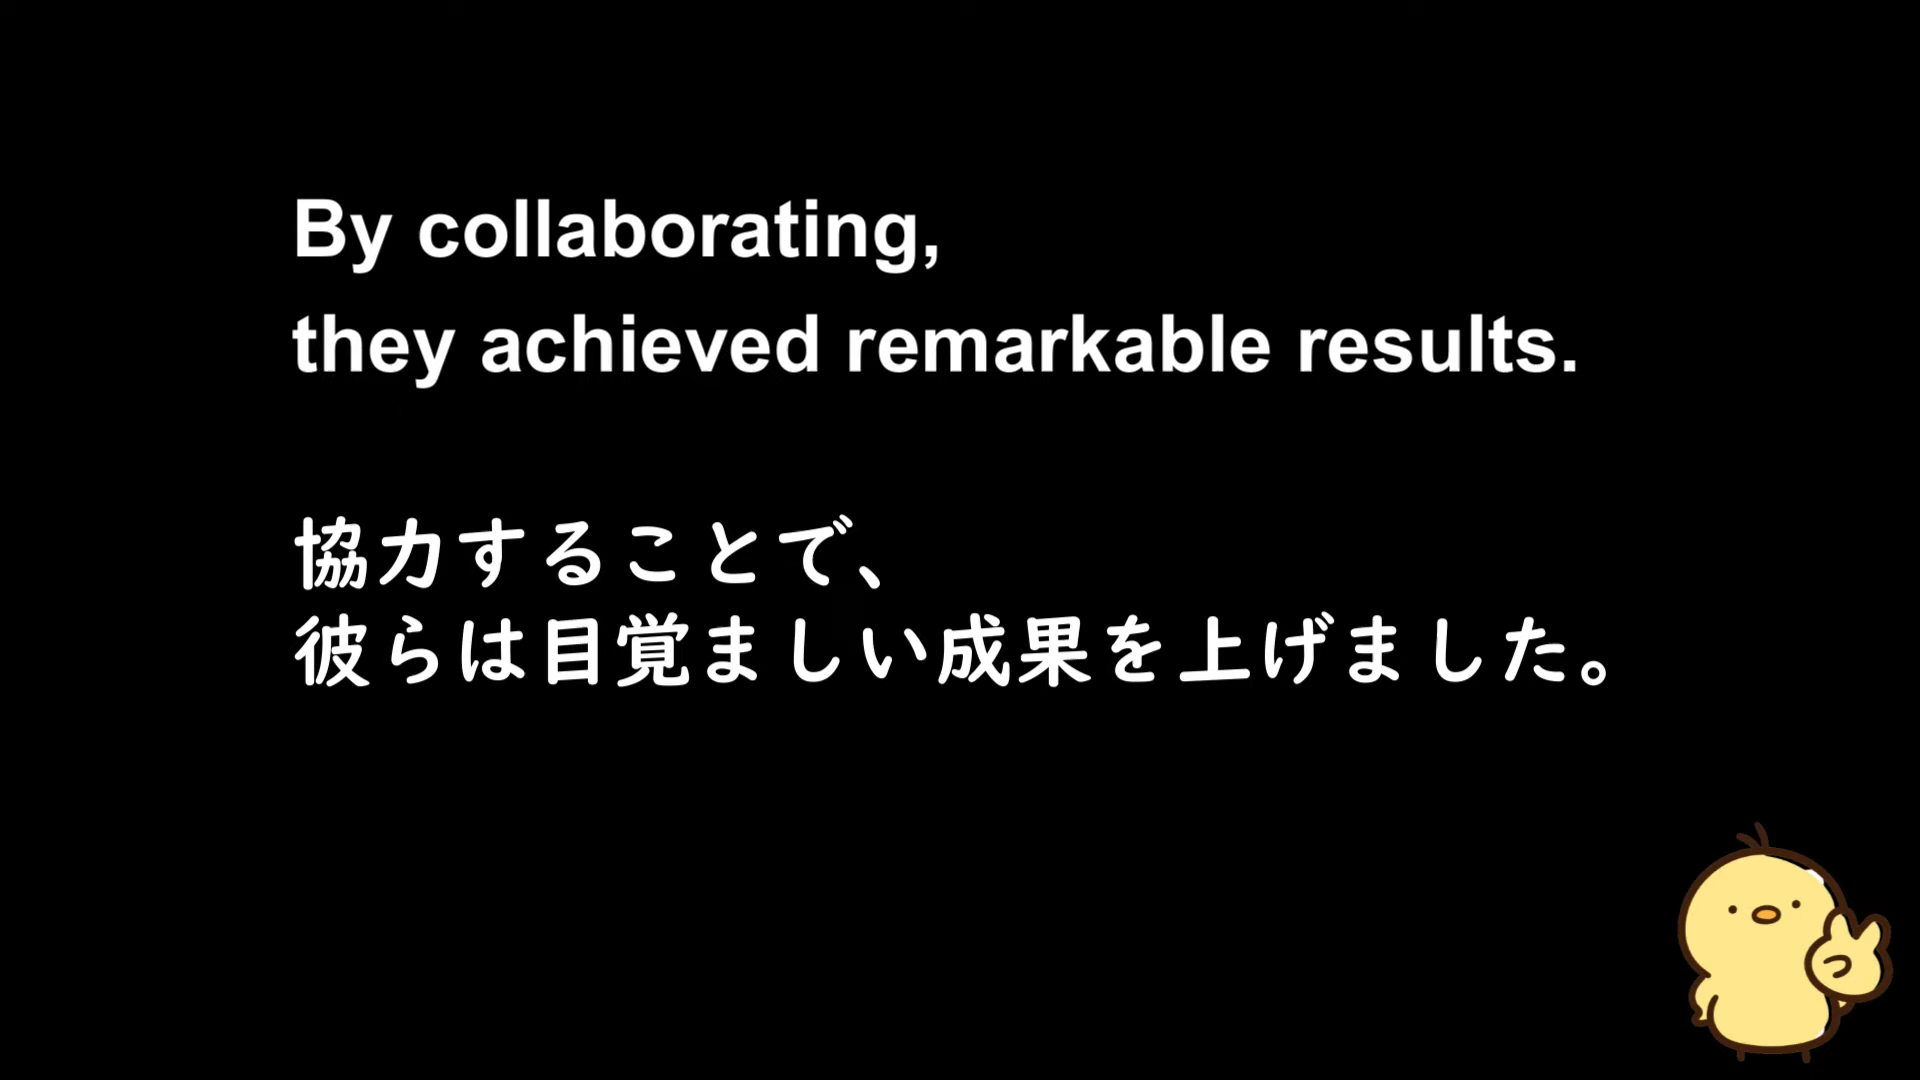 By collaborating,
they achieved remarkable results.
協力することで、
彼らは目覚ましい成果を上げました。